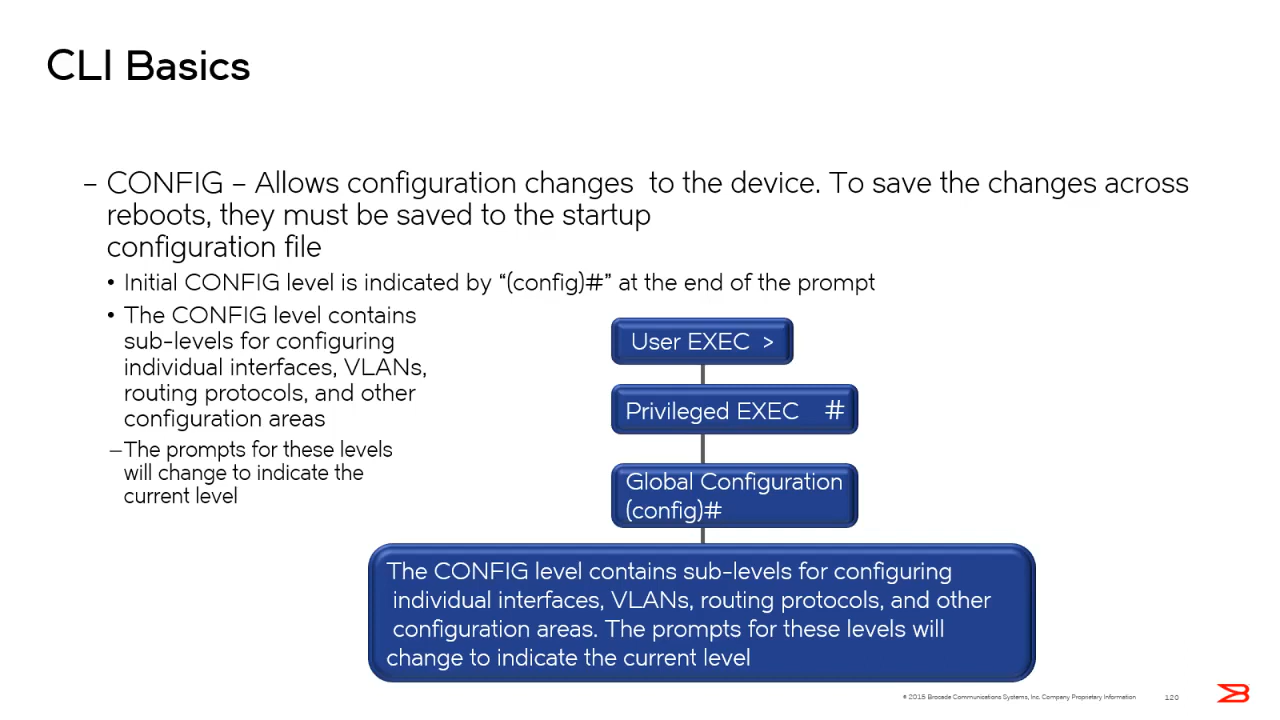 CLI Basics
– CONFIG – Allows configuration changes  to the device. To save the changes across
reboots, they must be saved to the startup
configuration file
• Initial CONFIG level is indicated by “(config)#” at the end of the prompt
• The CONFIG level contains
sub-levels for configuring
individual interfaces, VLANs,
routing protocols, and other
configuration areas
–The prompts for these levels
will change to indicate the
current level
User EXEC  >
Privileged EXEC    #
Global Configuration
(config)#
The CONFIG level contains sub-levels for configuring
individual interfaces, VLANs, routing protocols, and other
configuration areas. The prompts for these levels will
change to indicate the current level
© 2015 Brocade Communications Systems, Inc. Company Proprietary Information
120